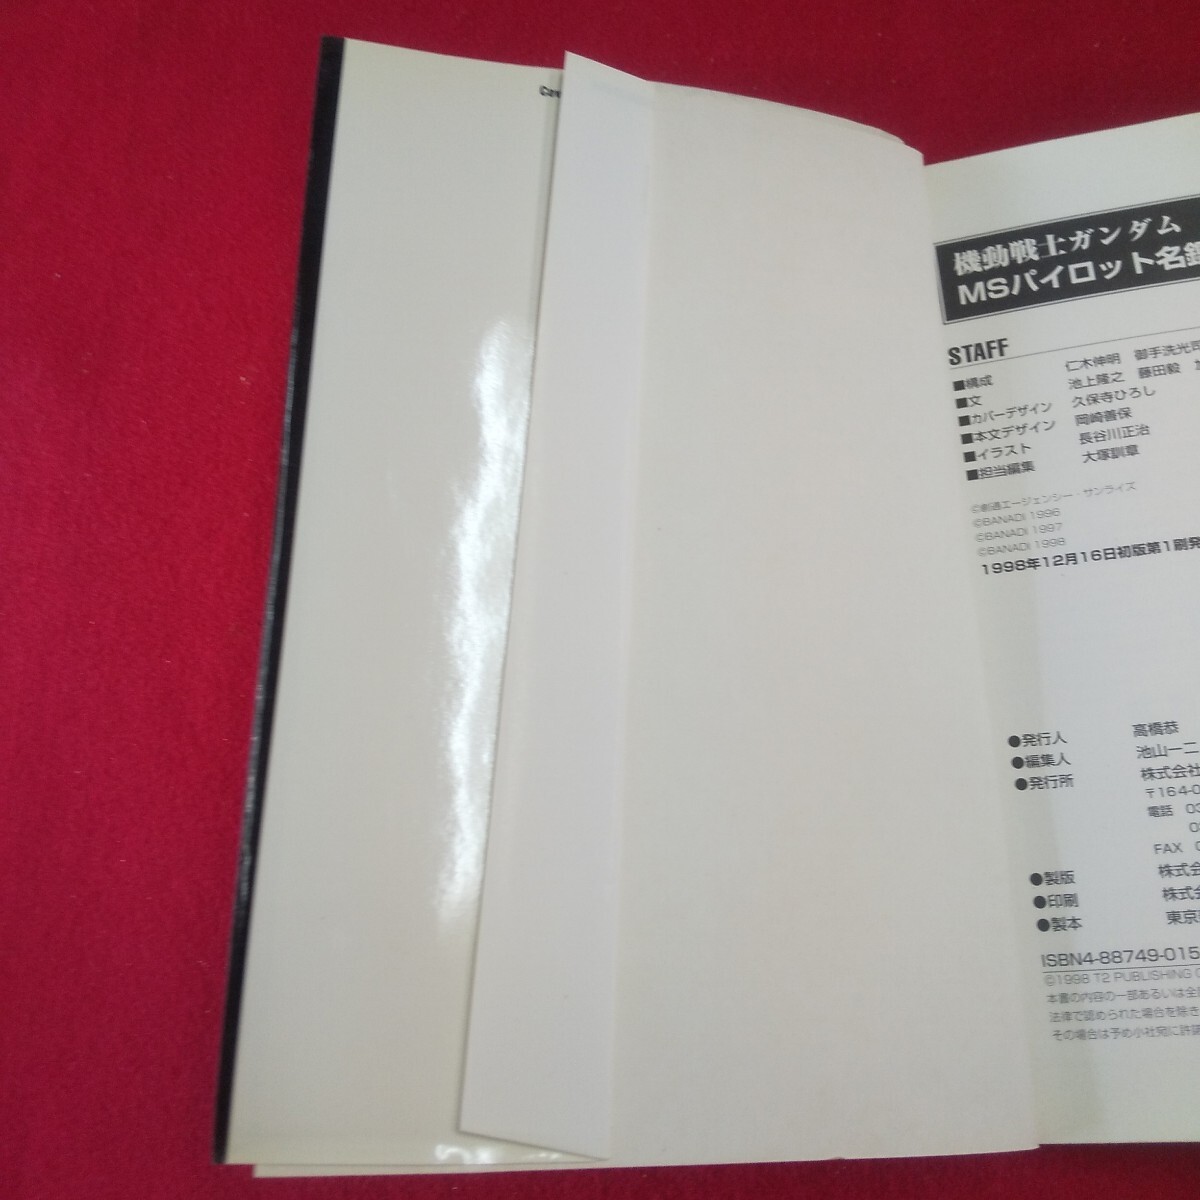 Cov
機動戦士ガンダム
MSパイロット名鑑
STAFF
■構成 仁木伸明 御手洗光司
■文 池上隆之 藤田毅
■カバーデザイン 久保寺ひろし
■本文デザイン 岡崎善保
■イラスト 長谷川正治
■担当編集 大塚訓章
©創通エージェンシー・サンライズ
©BANADI 1996
©BANADI 1997
©BANADI 1998
1998年12月16日初版第1刷発
●発行人 高橋恭
●編集人 池山一二
●発行所 株式会社
〒164-0
電話 03
03
FAX 0
●製版 株式会
●印刷 株式会
●製本 東京
ISBN4-88749-015
©1998 T2 PUBLISHING C
本書の内容の一部あるいは全
法律で認められた場合を除き
その場合は予め小社宛に許諾